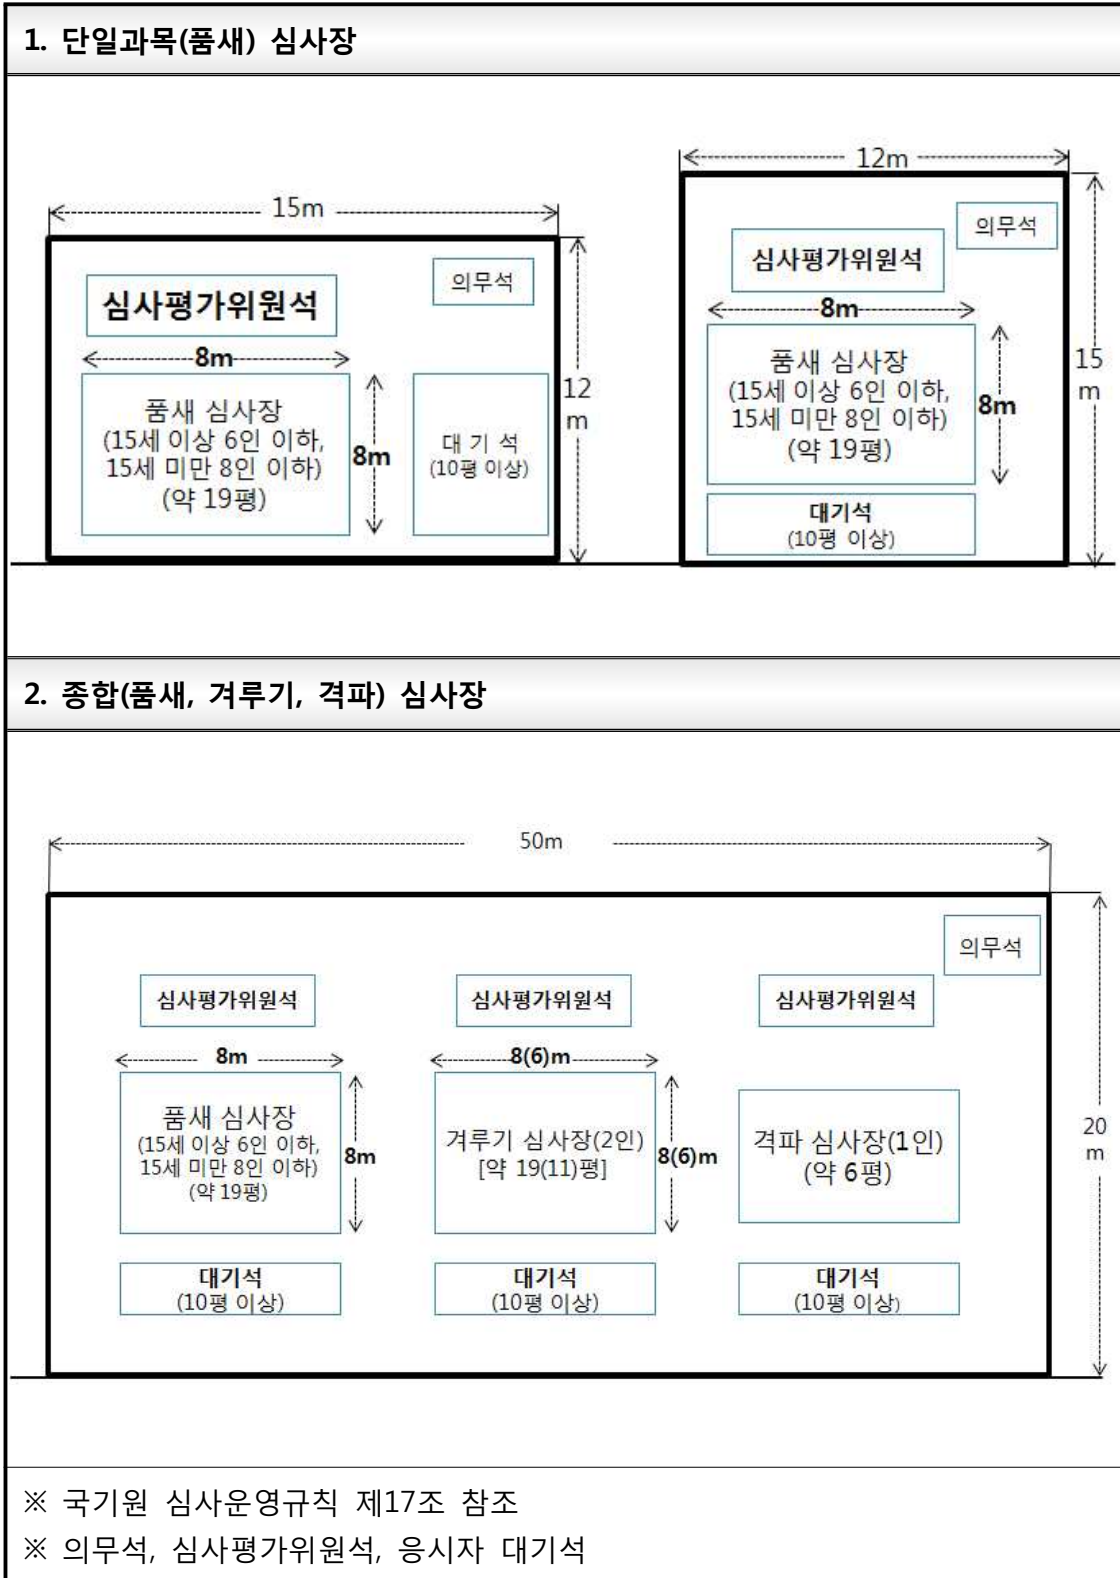 1. 단일과목(품새) 심사장
15m
심사평가위원석
의무석
8m
품새 심사장
(15세 이상 6인 이하,
15세 미만 8인 이하)
(약 19평)
8m
대 기 석
(10평 이상)
12
m
12m
의무석
심사평가위원석
8m
품새 심사장
(15세 이상 6인 이하,
15세 미만 8인 이하)
(약 19평)
8m
대기석
(10평 이상)
15
m
2. 종합(품새, 겨루기, 격파) 심사장
50m
의무석
심사평가위원석
심사평가위원석
심사평가위원석
8m
품새 심사장
(15세 이상 6인 이하,
15세 미만 8인 이하)
(약 19평)
8m
8(6)m
겨루기 심사장(2인)
[약 19(11)평]
8(6)m
격파 심사장(1인)
(약 6평)
20
m
대기석
(10평 이상)
대기석
(10평 이상)
대기석
(10평 이상)
※ 국기원 심사운영규칙 제17조 참조
※ 의무석, 심사평가위원석, 응시자 대기석